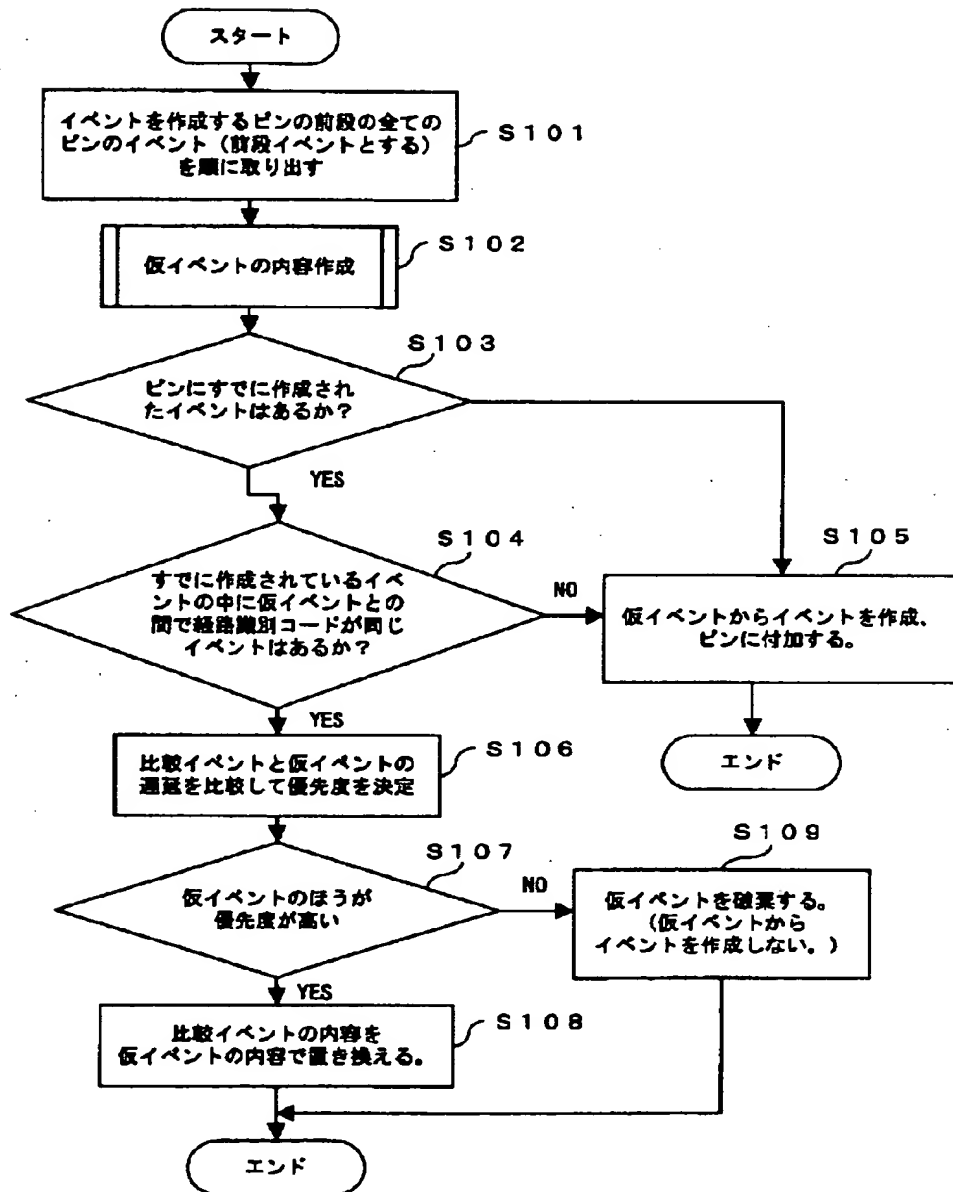 スタート
イベントを作成するピンの前段の全ての
ピンのイベント（前段イベントとする）
を順に取り出す
S101
仮イベントの内容作成
S102
S103
ピンにすでに作成され
たイベントはあるか？
YES
S104
すでに作成されているイベ
ントの中に仮イベントとの
間で経路識別コードが同じ
イベントはあるか？
NO
S105
仮イベントからイベントを作成、
ピンに付加する。
エンド
YES
S106
比較イベントと仮イベントの
遅延を比較して優先度を決定
S107
仮イベントのほうが
優先度が高い
NO
S109
仮イベントを破棄する。
（仮イベントから
イベントを作成しない。）
YES
S108
比較イベントの内容を
仮イベントの内容で置き換える。
エンド